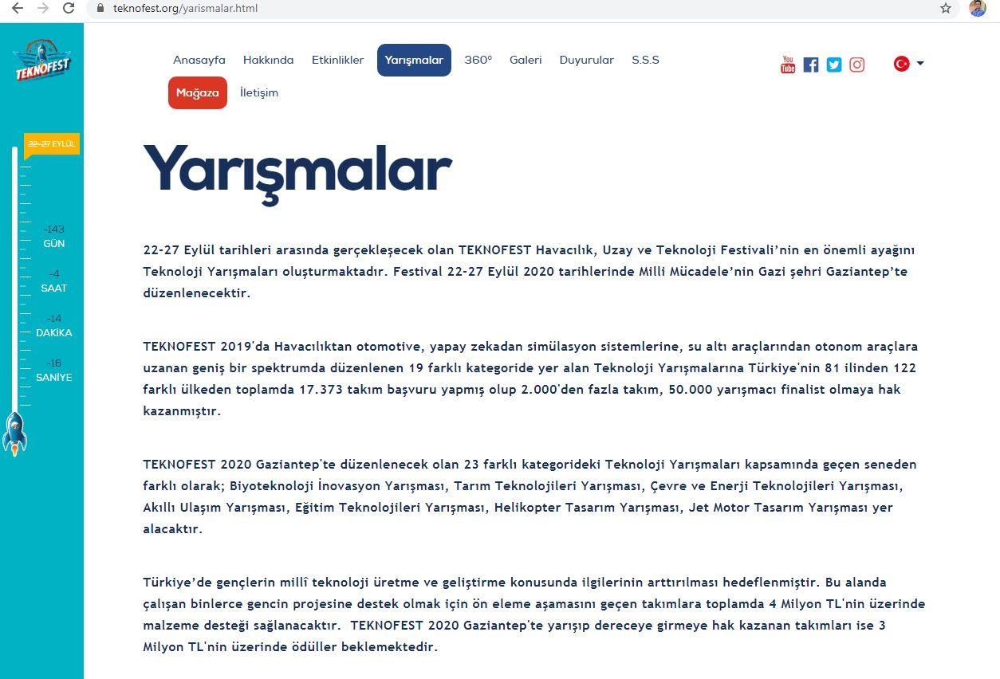 teknofest.org/yarismalar.html
TEKNOFEST
Anasayfa Hakkında Etkinlikler Yarışmalar 360° Galeri Duyurular S.S.S
You Tube
Mağaza İletişim
22-27 EYLÜL
Yarışmalar
-143
GÜN
-4
SAAT
-14
DAKİKA
-16
SANİYE
22-27 Eylül tarihleri arasında gerçekleşecek olan TEKNOFEST Havacılık, Uzay ve Teknoloji Festivali’nin en önemli ayağını
Teknoloji Yarışmaları oluşturmaktadır. Festival 22-27 Eylül 2020 tarihlerinde Milli Mücadele’nin Gazi şehri Gaziantep’te
düzenlenecektir.
TEKNOFEST 2019'da Havacılıktan otomotive, yapay zekadan simülasyon sistemlerine, su altı araçlarından otonom araçlara
uzanan geniş bir spektrumda düzenlenen 19 farklı kategoride yer alan Teknoloji Yarışmalarına Türkiye'nin 81 ilinden 122
farklı ülkeden toplamda 17.373 takım başvuru yapmış olup 2.000'den fazla takım, 50.000 yarışmacı finalist olmaya hak
kazanmıştır.
TEKNOFEST 2020 Gaziantep'te düzenlenecek olan 23 farklı kategorideki Teknoloji Yarışmaları kapsamında geçen seneden
farklı olarak; Biyoteknoloji İnovasyon Yarışması, Tarım Teknolojileri Yarışması, Çevre ve Enerji Teknolojileri Yarışması,
Akıllı Ulaşım Yarışması, Eğitim Teknolojileri Yarışması, Helikopter Tasarım Yarışması, Jet Motor Tasarım Yarışması yer
alacaktır.
Türkiye’de gençlerin millî teknoloji üretme ve geliştirme konusunda ilgilerinin arttırılması hedeflenmiştir. Bu alanda
çalışan binlerce gencin projesine destek olmak için ön eleme aşamasını geçen takımlara toplamda 4 Milyon TL'nin üzerinde
malzeme desteği sağlanacaktır. TEKNOFEST 2020 Gaziantep'te yarışıp dereceye girmeye hak kazanan takımları ise 3
Milyon TL'nin üzerinde ödüller beklemektedir.